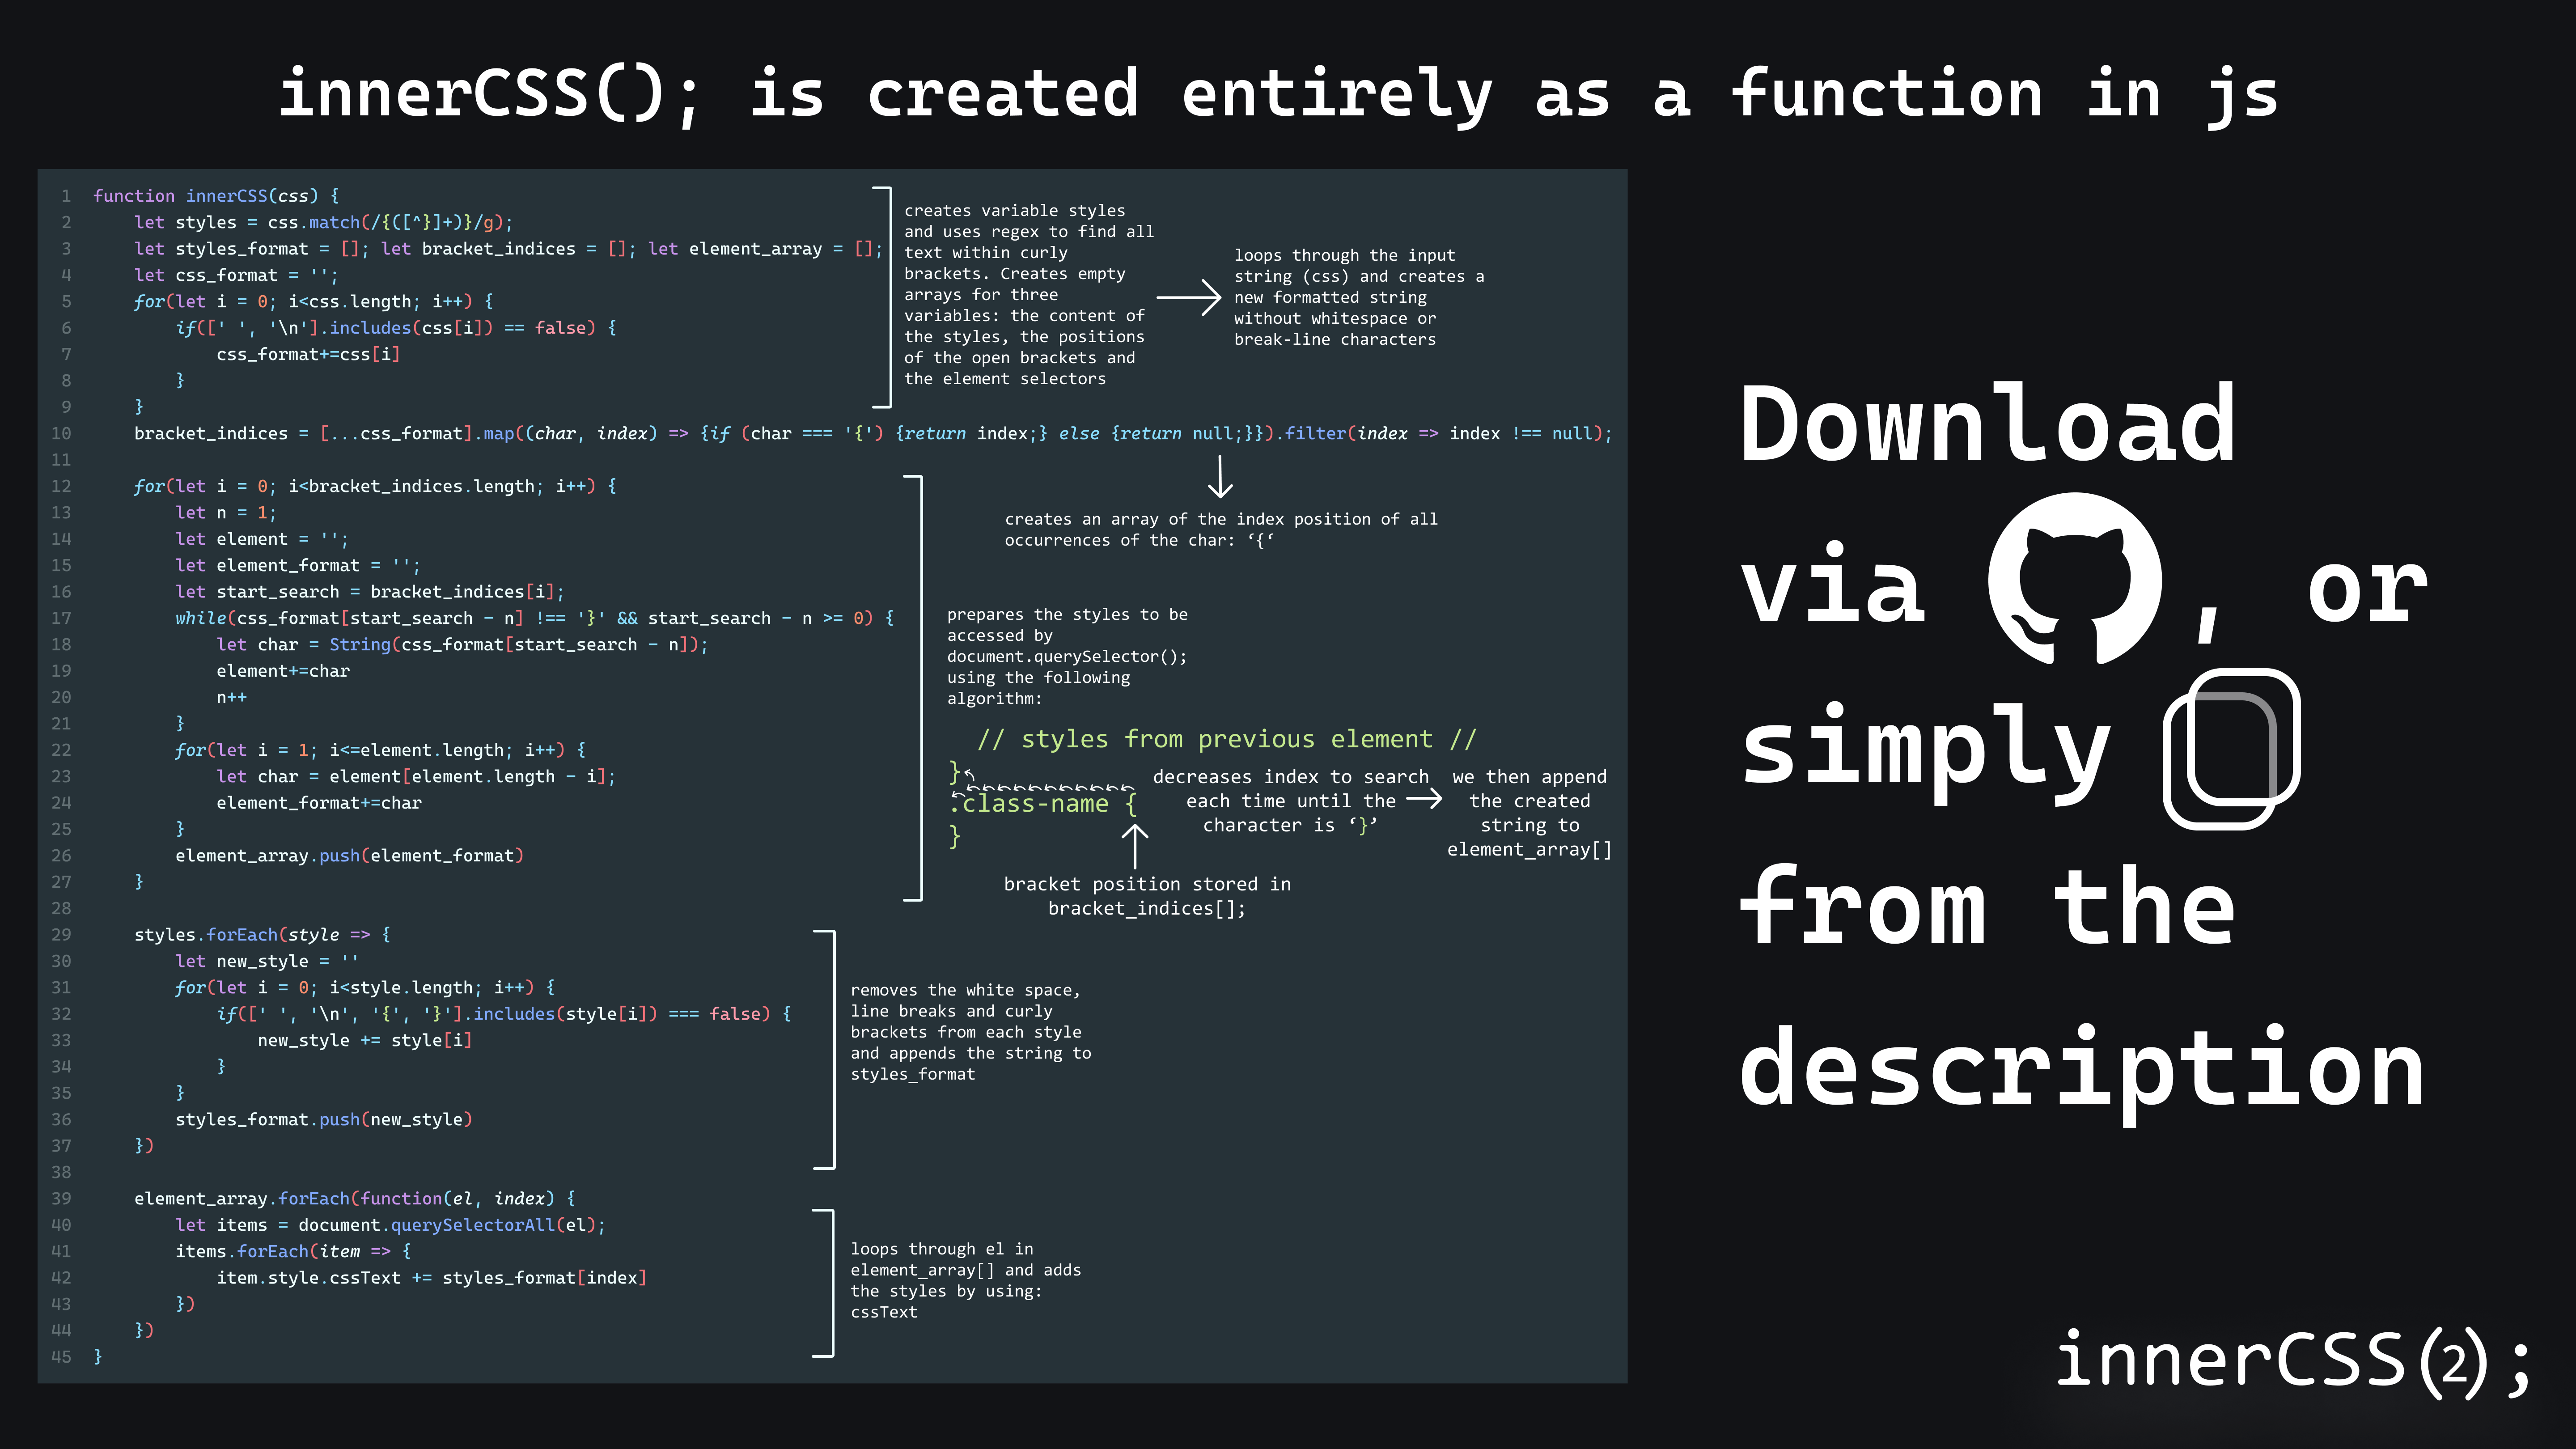 innerCSS(); is created entirely as a function in js
1 function innerCSS(css) {
2 let styles = css.match(/{([^}]+)}/g);
3 let styles_format = []; let bracket_indices = []; let element_array = [];
4 let css_format = '';
5 for(let i = 0; i<css.length; i++) {
6 if([' ', '\n'].includes(css[i]) == false) {
7 css_format+=css[i]
8 }
9 }
10 bracket_indices = [...css_format].map((char, index) => {if (char === '{') {return index;} else {return null;}}).filter(index => index !== null);
11
12 for(let i = 0; i<bracket_indices.length; i++) {
13 let n = 1;
14 let element = '';
15 let element_format = '';
16 let start_search = bracket_indices[i];
17 while(css_format[start_search - n] !== '}' && start_search - n >= 0) {
18 let char = String(css_format[start_search - n]);
19 element+=char
20 n++
21 }
22 for(let i = 1; i<=element.length; i++) {
23 let char = element[element.length - i];
24 element_format+=char
25 }
26 element_array.push(element_format)
27 }
28
29 styles.forEach(style => {
30 let new_style = ''
31 for(let i = 0; i<style.length; i++) {
32 if([' ', '\n', '{', '}'].includes(style[i]) === false) {
33 new_style += style[i]
34 }
35 }
36 styles_format.push(new_style)
37 })
38
39 element_array.forEach(function(el, index) {
40 let items = document.querySelectorAll(el);
41 items.forEach(item => {
42 item.style.cssText += styles_format[index]
43 })
44 })
45 }
creates variable styles
and uses regex to find all
text within curly
brackets. Creates empty
arrays for three
variables: the content of
the styles, the positions
of the open brackets and
the element selectors
loops through the input
string (css) and creates a
new formatted string
without whitespace or
break-line characters
creates an array of the index position of all
occurrences of the char: ‘{‘
prepares the styles to be
accessed by
document.querySelector();
using the following
algorithm:
// styles from previous element //
}
.class-name {
}
decreases index to search
each time until the
character is ‘}’
we then append
the created
string to
element_array[]
bracket position stored in
bracket_indices[];
removes the white space,
line breaks and curly
brackets from each style
and appends the string to
styles_format
loops through el in
element_array[] and adds
the styles by using:
cssText
Download
via , or
simply
from the
description
innerCSS(2);